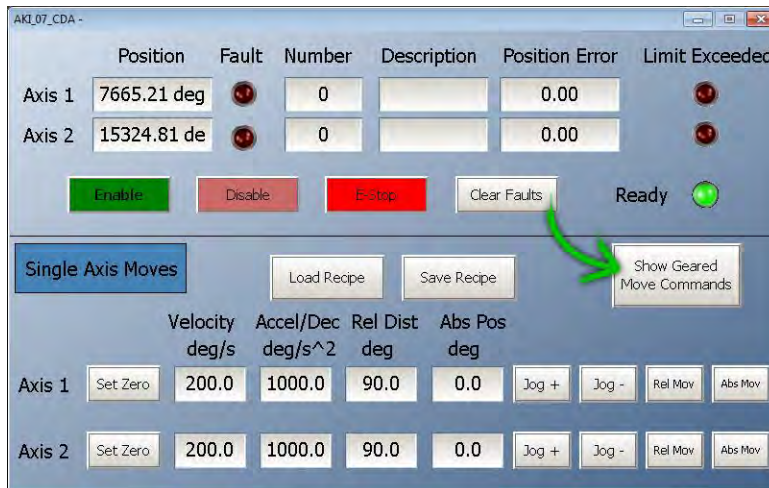 AKI_07_CDA -
Position Fault Number Description Position Error Limit Exceeded
Axis 1 7665.21 deg 0 0.00
Axis 2 15324.81 de 0 0.00
Enable Disable E-Stop Clear Faults Ready
Single Axis Moves Load Recipe Save Recipe Show Geared
Move Commands
Velocity Accel/Dec Rel Dist Abs Pos
deg/s deg/s^2 deg deg
Axis 1 Set Zero 200.0 1000.0 90.0 0.0 Jog + Jog - Rel Mov Abs Mov
Axis 2 Set Zero 200.0 1000.0 90.0 0.0 Jog + Jog - Rel Mov Abs Mov